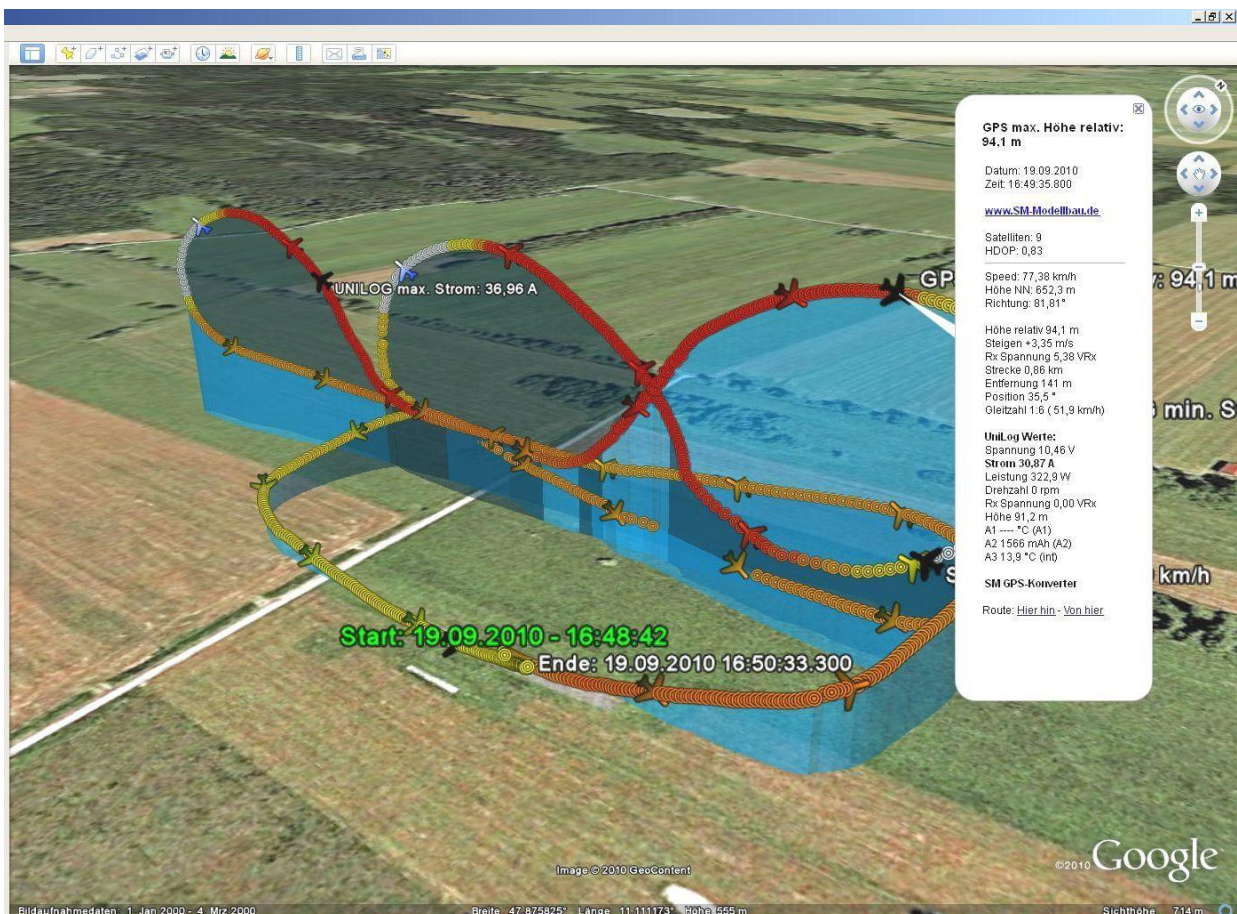 GPS max. Höhe relativ:
94,1 m
Datum: 19.09.2010
Zeit: 16:49:35.800
www.SM-Modellbau.de
Satelliten: 9
HDOP: 0,83
Speed: 77,38 km/h
Höhe NN: 652,3 m
Richtung: 81,81°
Höhe relativ 94,1 m
Steigen +3,35 m/s
Rx Spannung 5,38 VRx
Strecke 0,86 km
Entfernung 141 m
Position 35,5 °
Gleitzahl 1:6 ( 51,9 km/h)
UniLog Werte:
Spannung 10,46 V
Strom 30,87 A
Leistung 322,9 W
Drehzahl 0 rpm
Rx Spannung 0,00 VRx
Höhe 91,2 m
A1 ---- °C (A1)
A2 1566 mAh (A2)
A3 13,9 °C (int)
SM GPS-Konverter
Route: Hier hin - Von hier
N
UNILOG max. Strom: 36,96 A
GP
: 94,1 m
min. S
S
km/h
Start: 19.09.2010 - 16:48:42
Ende: 19.09.2010 16:50:33.300
Image © 2010 GeoContent
©2010 Google
Bildaufnahmedaten: 1. Jan 2000 - 4. Mrz 2000
Breite 47.875825° Länge 11.111173° Höhe 555 m
Sichthöhe 714 m